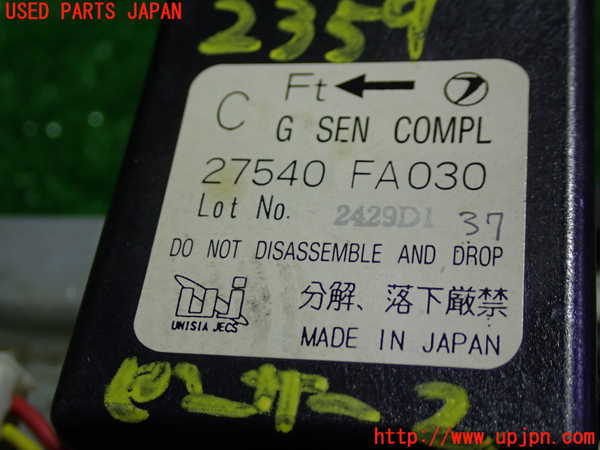 USED PARTS JAPAN
2359
Ft ←
C G SEN COMPL
27540 FA030
Lot No. 2429D1 37
DO NOT DISASSEMBLE AND DROP
UNISIA JECS
分解、落下厳禁
MADE IN JAPAN
http://www.upjpn.com